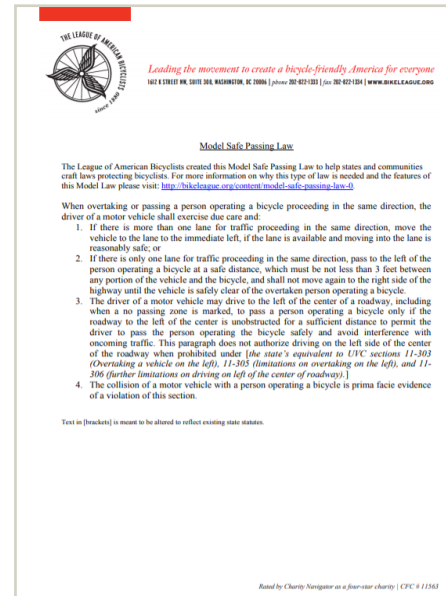 THE LEAGUE OF AMERICAN BICYCLISTS
since 1880
Leading the movement to create a bicycle-friendly America for everyone
1612 K STREET NW, SUITE 308, WASHINGTON, DC 20006 | phone 202-822-1333 | fax 202-822-1334 | WWW.BIKELEAGUE.ORG
Model Safe Passing Law
The League of American Bicyclists created this Model Safe Passing Law to help states and communities
craft laws protecting bicyclists. For more information on why this type of law is needed and the features of
this Model Law please visit: http://bikeleague.org/content/model-safe-passing-law-0.
When overtaking or passing a person operating a bicycle proceeding in the same direction, the
driver of a motor vehicle shall exercise due care and:
1. If there is more than one lane for traffic proceeding in the same direction, move the
vehicle to the lane to the immediate left, if the lane is available and moving into the lane is
reasonably safe; or
2. If there is only one lane for traffic proceeding in the same direction, pass to the left of the
person operating a bicycle at a safe distance, which must be not less than 3 feet between
any portion of the vehicle and the bicycle, and shall not move again to the right side of the
highway until the vehicle is safely clear of the overtaken person operating a bicycle.
3. The driver of a motor vehicle may drive to the left of the center of a roadway, including
when a no passing zone is marked, to pass a person operating a bicycle only if the
roadway to the left of the center is unobstructed for a sufficient distance to permit the
driver to pass the person operating the bicycle safely and avoid interference with
oncoming traffic. This paragraph does not authorize driving on the left side of the center
of the roadway when prohibited under [the state's equivalent to UVC sections 11-303
(Overtaking a vehicle on the left), 11-305 (limitations on overtaking on the left), and 11-
306 (further limitations on driving on left of the center of roadway).]
4. The collision of a motor vehicle with a person operating a bicycle is prima facie evidence
of a violation of this section.
Text in [brackets] is meant to be altered to reflect existing state statutes.
Rated by Charity Navigator as a four-star charity | CFC # 11563